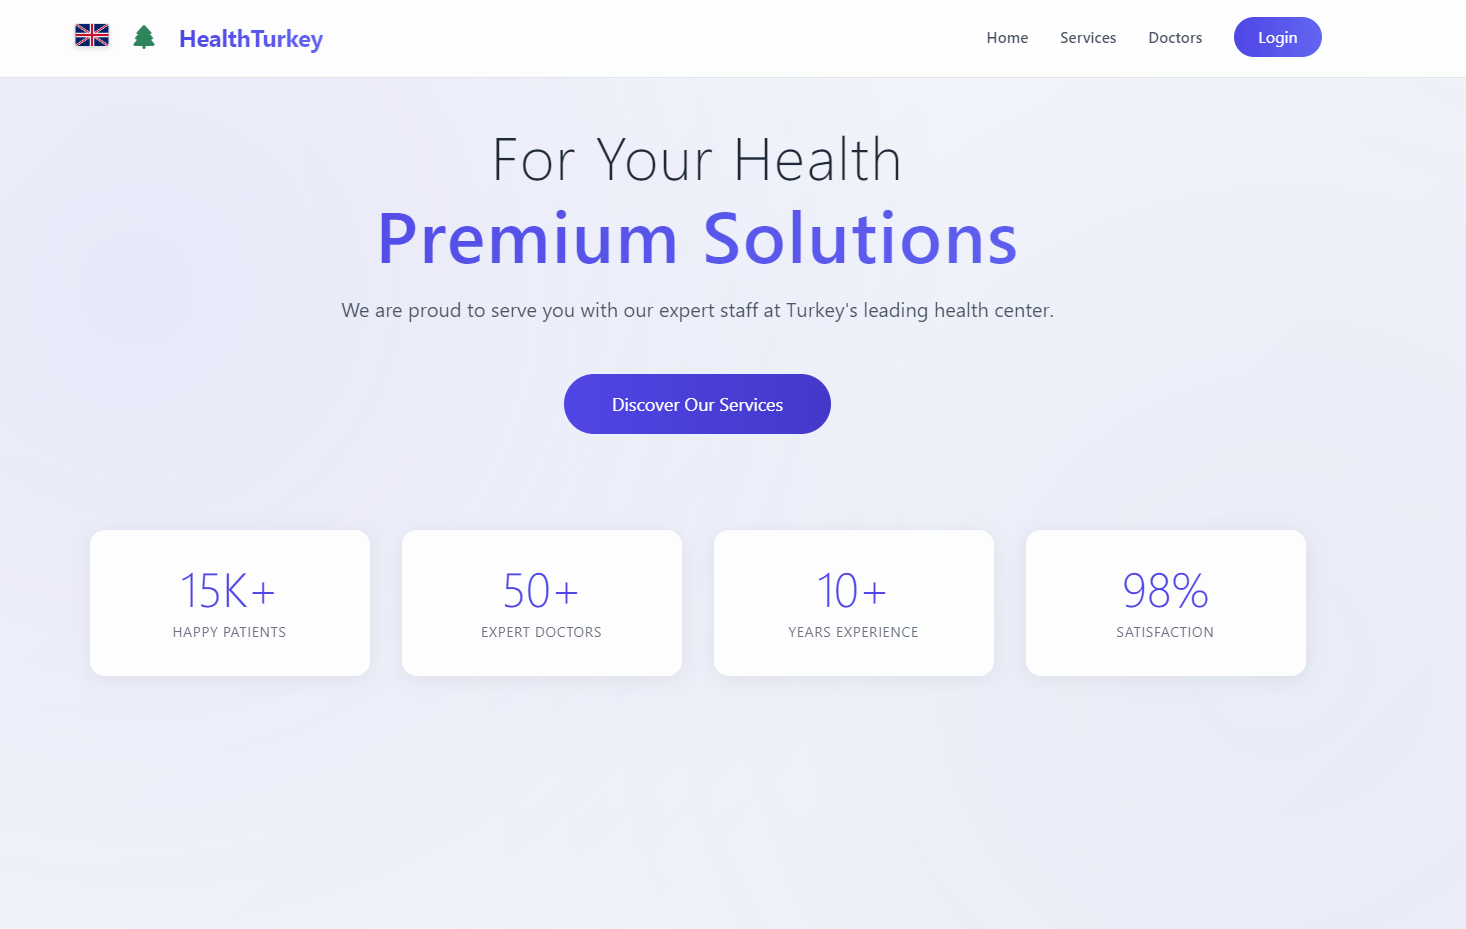 HealthTurkey
Home
Services
Doctors
Login
For Your Health
Premium Solutions
We are proud to serve you with our expert staff at Turkey's leading health center.
Discover Our Services
15K+
HAPPY PATIENTS
50+
EXPERT DOCTORS
10+
YEARS EXPERIENCE
98%
SATISFACTION